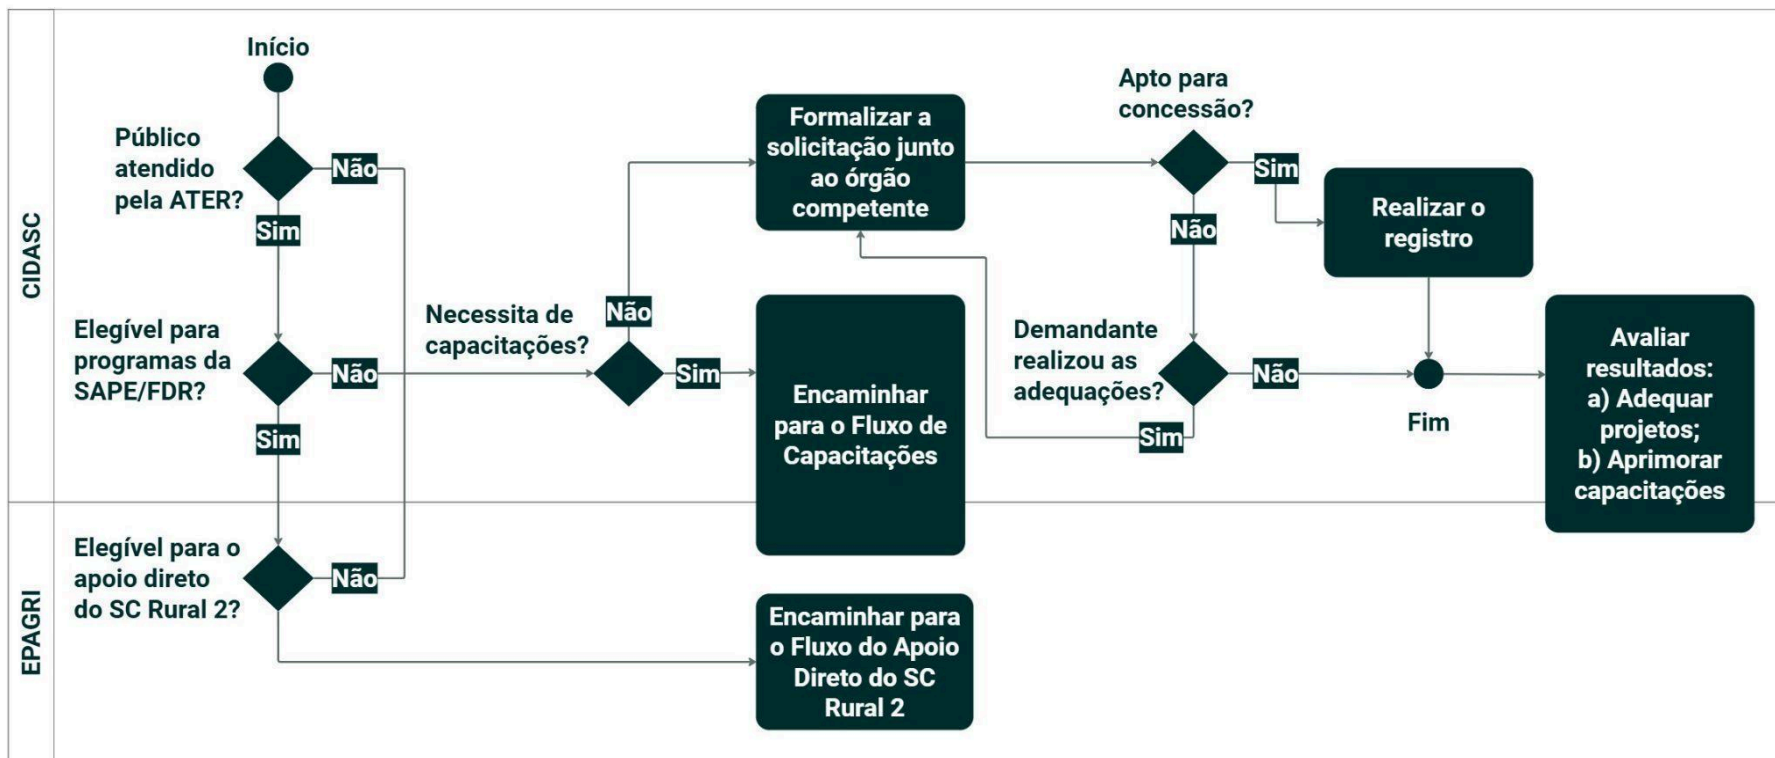 CIDASC
EPAGRI
Início
Público
atendido
pela ATER?
Não
Sim
Elegível para
programas da
SAPE/FDR?
Não
Sim
Elegível para o
apoio direto
do SC Rural 2?
Não
Necessita de
capacitações?
Não
Sim
Formalizar a
solicitação junto
ao órgão
competente
Encaminhar
para o Fluxo de
Capacitações
Encaminhar para
o Fluxo do Apoio
Direto do SC
Rural 2
Apto para
concessão?
Sim
Não
Realizar o
registro
Demandante
realizou as
adequações?
Não
Sim
Fim
Avaliar
resultados:
a) Adequar
projetos;
b) Aprimorar
capacitações